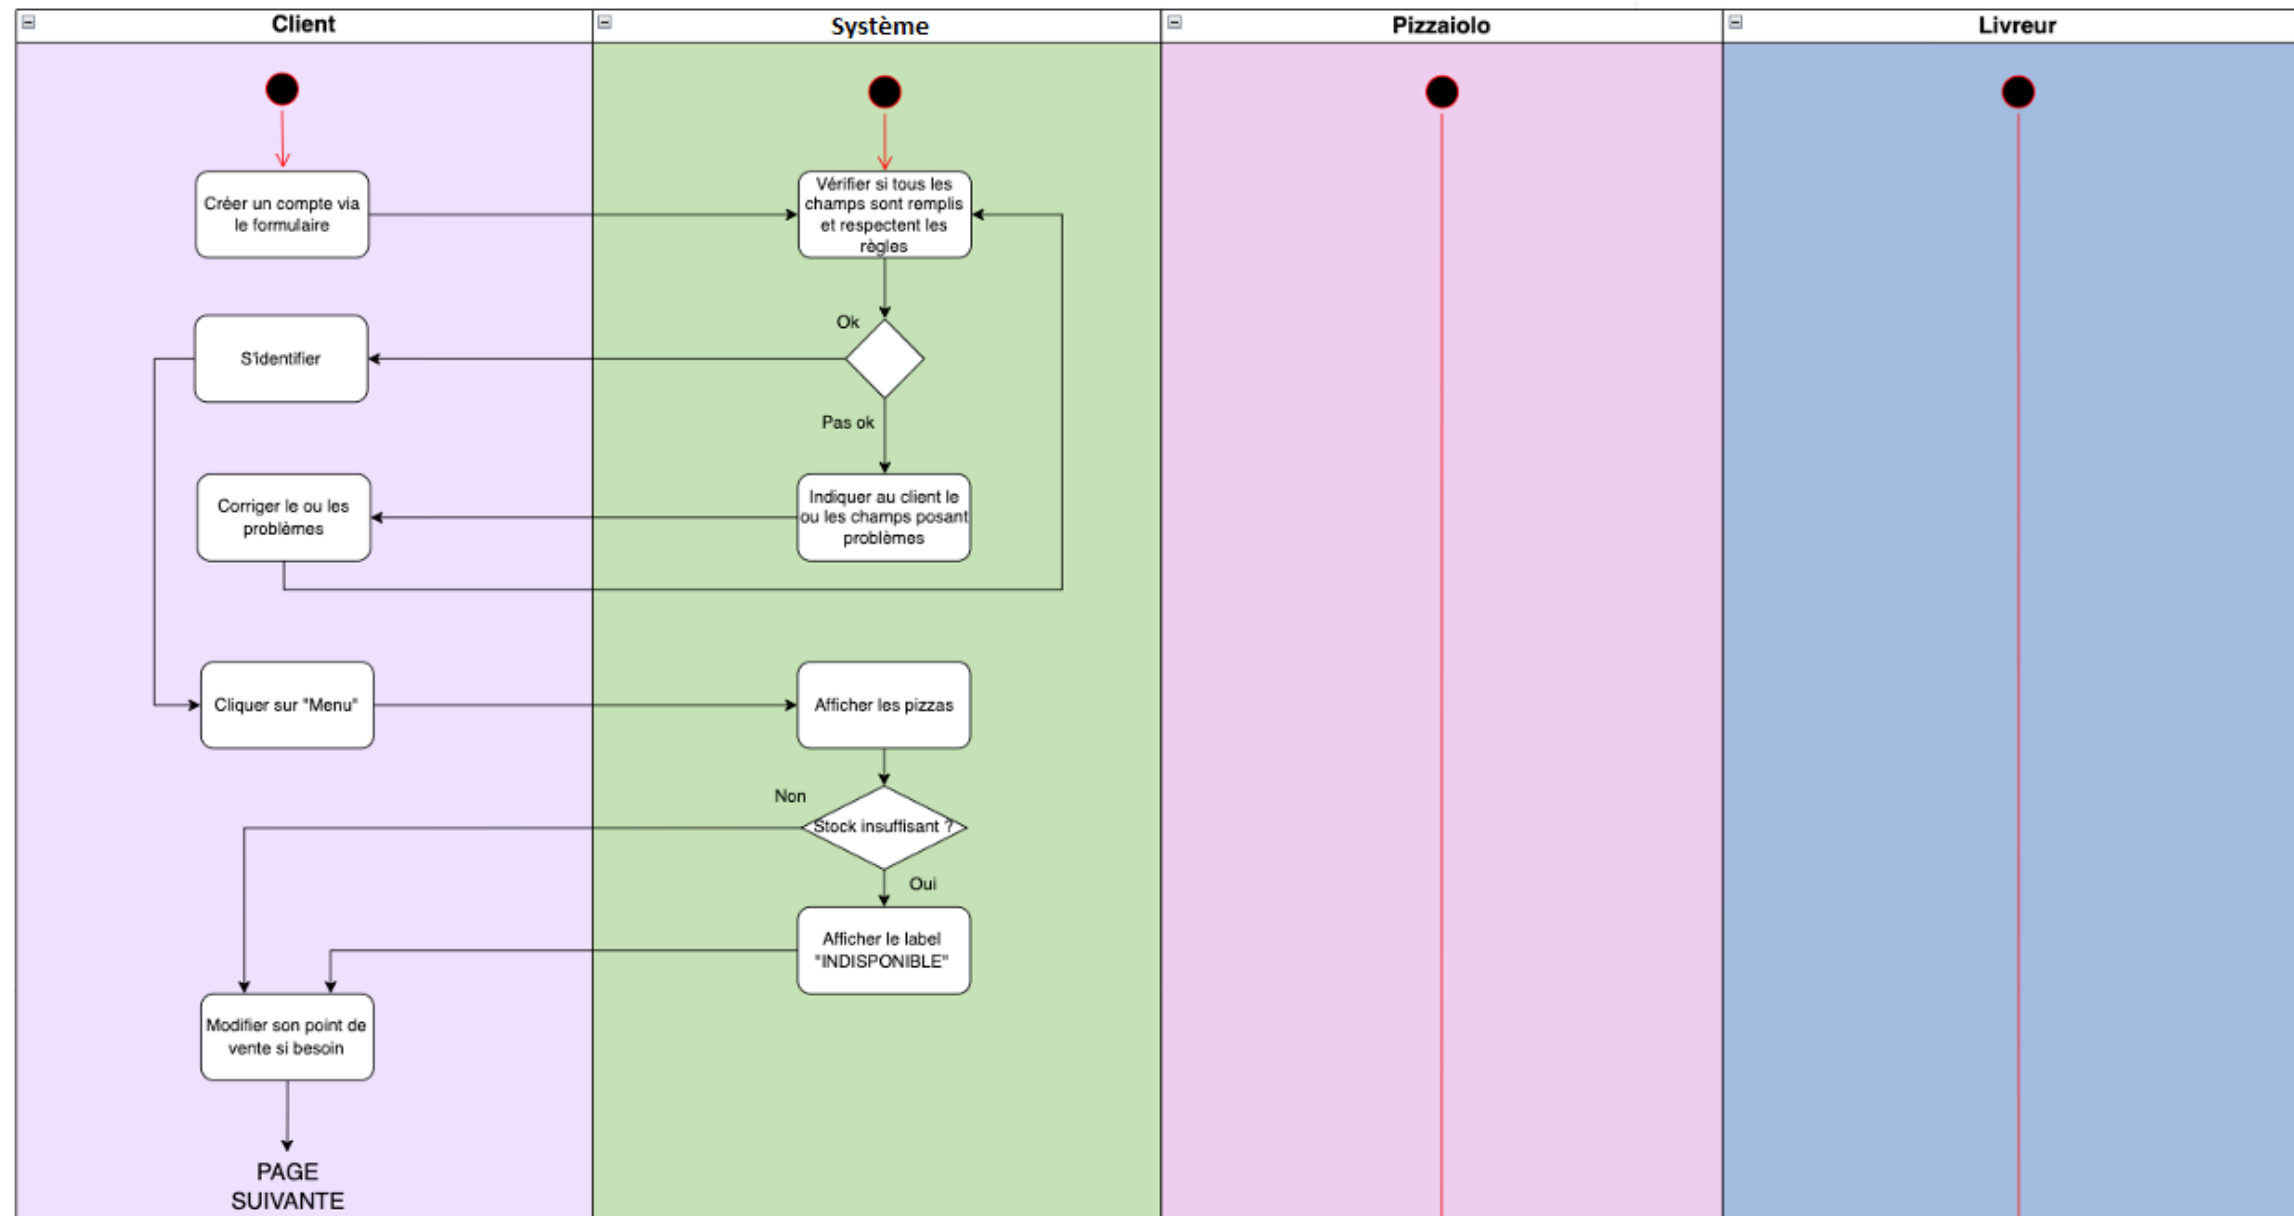 Client
Système
Pizzaiolo
Livreur
Créer un compte via
le formulaire
Vérifier si tous les
champs sont remplis
et respectent les
règles
Ok
S'identifier
Pas ok
Corriger le ou les
problèmes
Indiquer au client le
ou les champs posant
problèmes
Cliquer sur "Menu"
Afficher les pizzas
Non
Stock insuffisant ?
Oui
Afficher le label
"INDISPONIBLE"
Modifier son point de
vente si besoin
PAGE
SUIVANTE